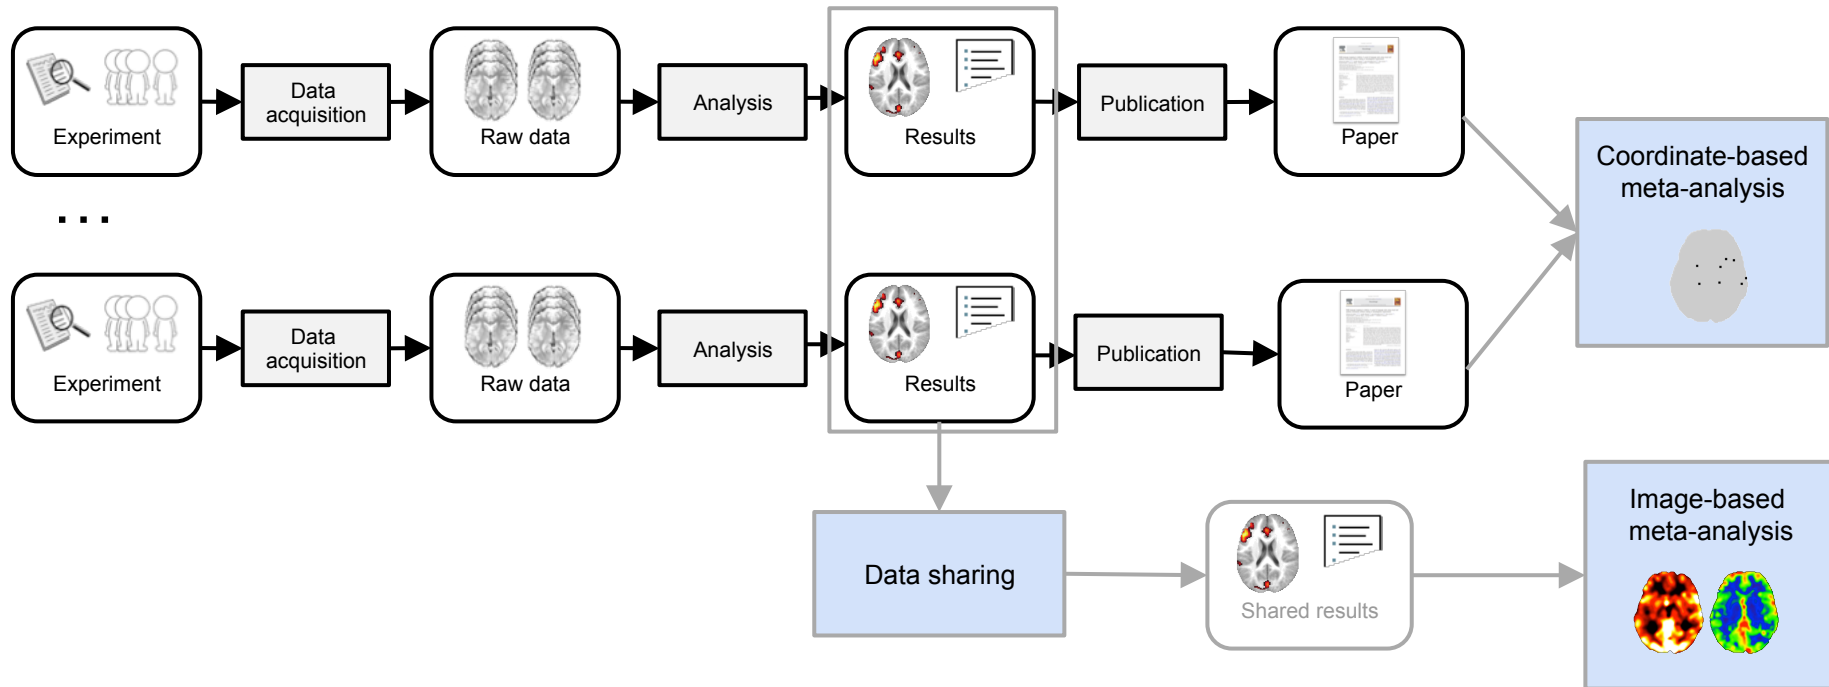 Experiment
Data
acquisition
Raw data
Analysis
Results
Publication
Paper
Coordinate-based
meta-analysis
...
Experiment
Data
acquisition
Raw data
Analysis
Results
Publication
Paper
Data sharing
Shared results
Image-based
meta-analysis